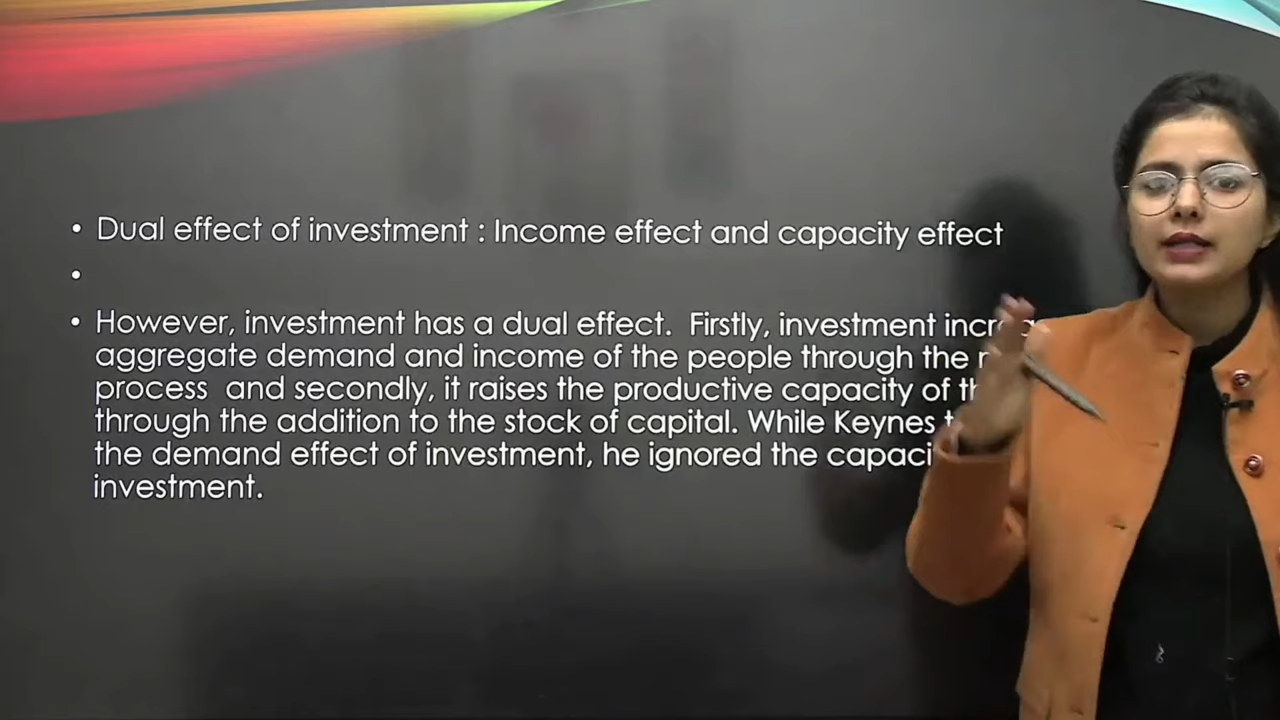 Dual effect of investment : Income effect and capacity effect
However, investment has a dual effect. Firstly, investment
aggregate demand and income of the people through the
process and secondly, it raises the productive capacity of
through the addition to the stock of capital. While Keynes
the demand effect of investment, he ignored the
investment.